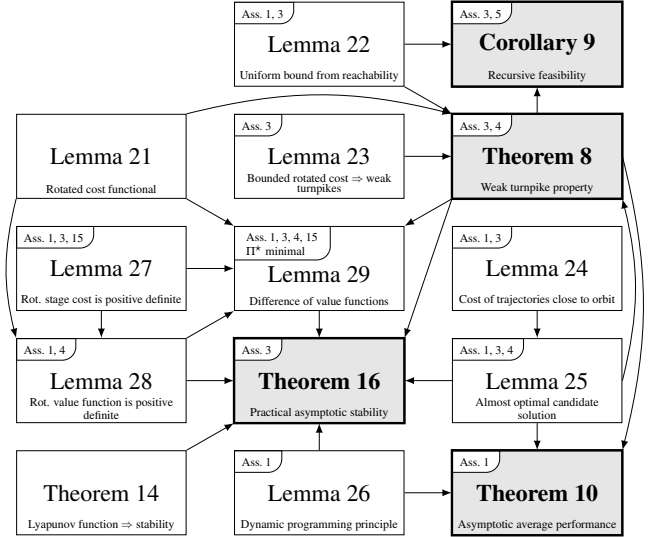 Ass. 1, 3
Lemma 22
Uniform bound from reachability
Ass. 3, 5
Corollary 9
Recursive feasibility
Lemma 21
Rotated cost functional
Ass. 3
Lemma 23
Bounded rotated cost ⇒ weak
turnpikes
Ass. 3, 4
Theorem 8
Weak turnpike property
Ass. 1, 3, 15
Lemma 27
Rot. stage cost is positive definite
Ass. 1, 3, 4, 15
Π* minimal
Lemma 29
Difference of value functions
Ass. 1, 3
Lemma 24
Cost of trajectories close to orbit
Ass. 1, 4
Lemma 28
Rot. value function is positive
definite
Ass. 3
Theorem 16
Practical asymptotic stability
Ass. 1, 3, 4
Lemma 25
Almost optimal candidate
solution
Theorem 14
Lyapunov function ⇒ stability
Ass. 1
Lemma 26
Dynamic programming principle
Ass. 1
Theorem 10
Asymptotic average performance